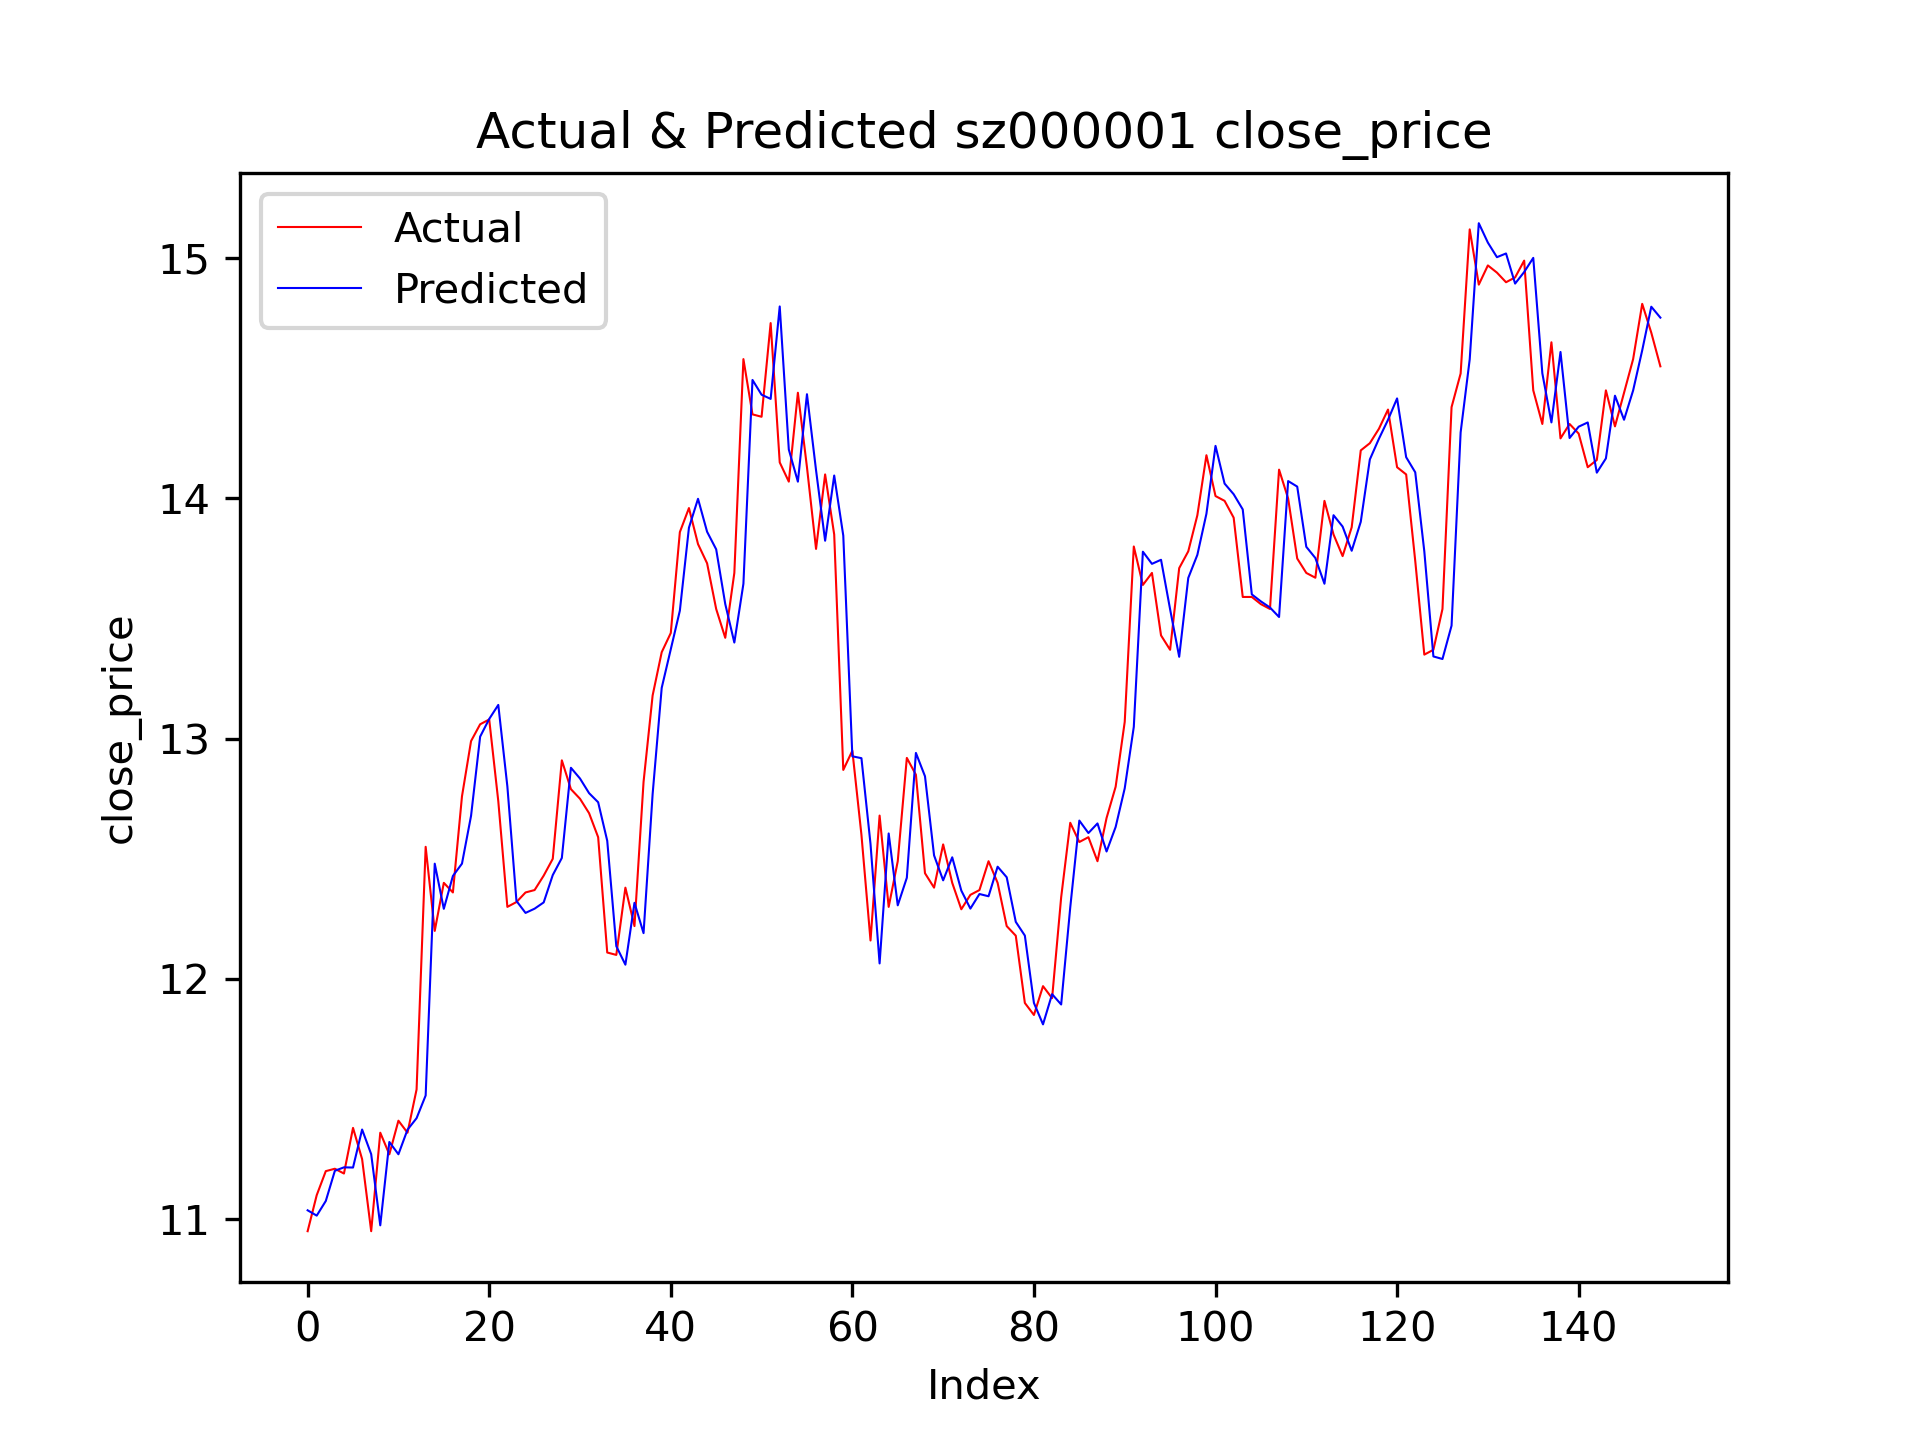 Actual & Predicted sz000001 close_price
Actual
Predicted
15
14
13
12
11
close_price
0 20 40 60 80 100 120 140
Index